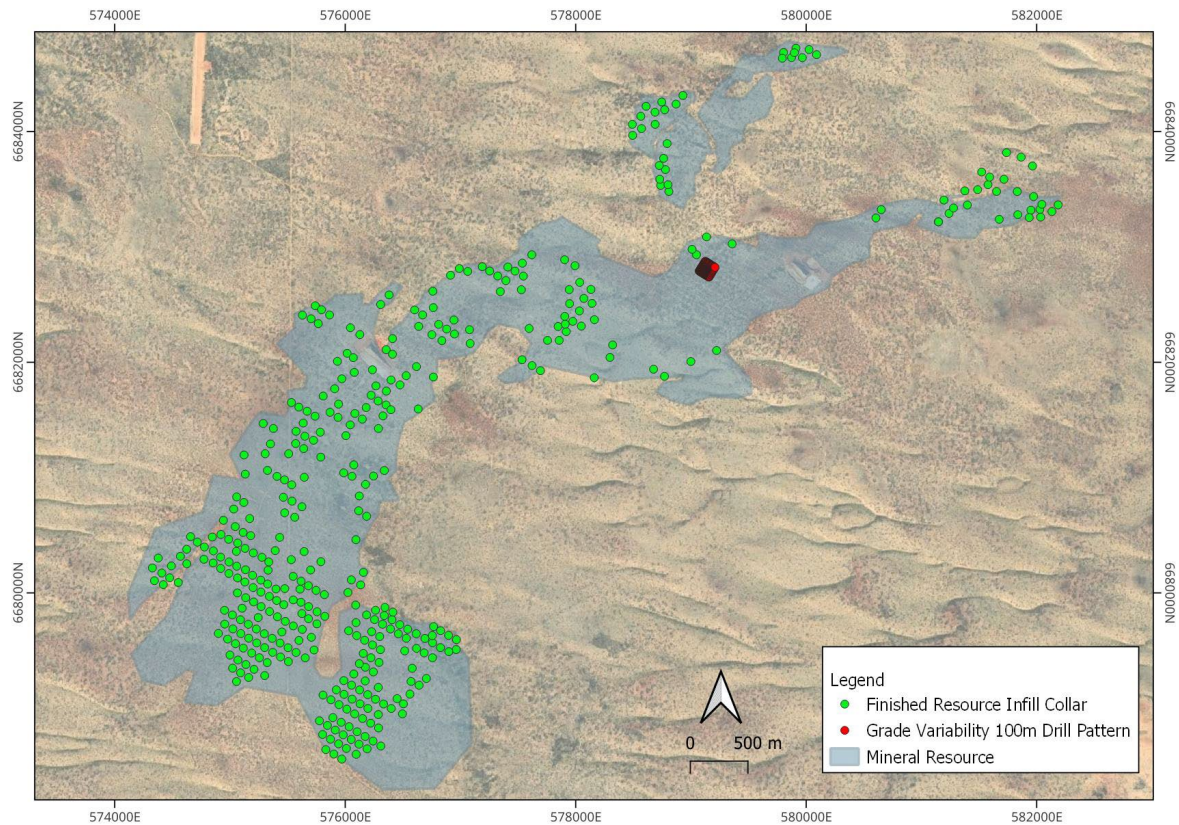 574000E 576000E 578000E 580000E 582000E
6684000N 6684000N
6682000N 6682000N
6680000N 6680000N
Legend
Finished Resource Infill Collar
Grade Variability 100m Drill Pattern
Mineral Resource
0 500 m
574000E 576000E 578000E 580000E 582000E